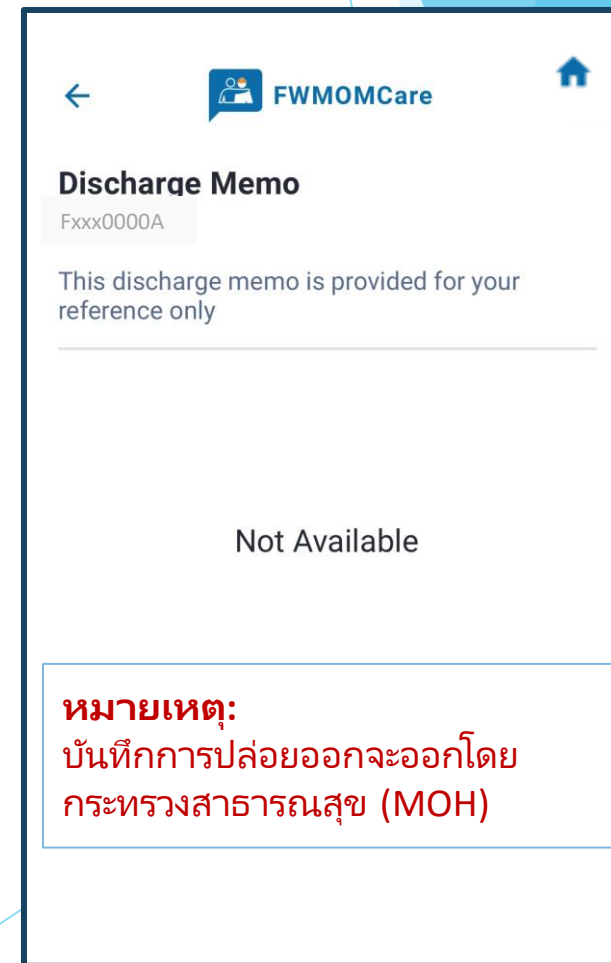 FWMOMCare
Discharge Memo
Fxxx0000A
This discharge memo is provided for your
reference only
Not Available
หมายเหตุ:
บันทึกการปล่อยออกจะออกโดย
กระทรวงสาธารณสุข (MOH)